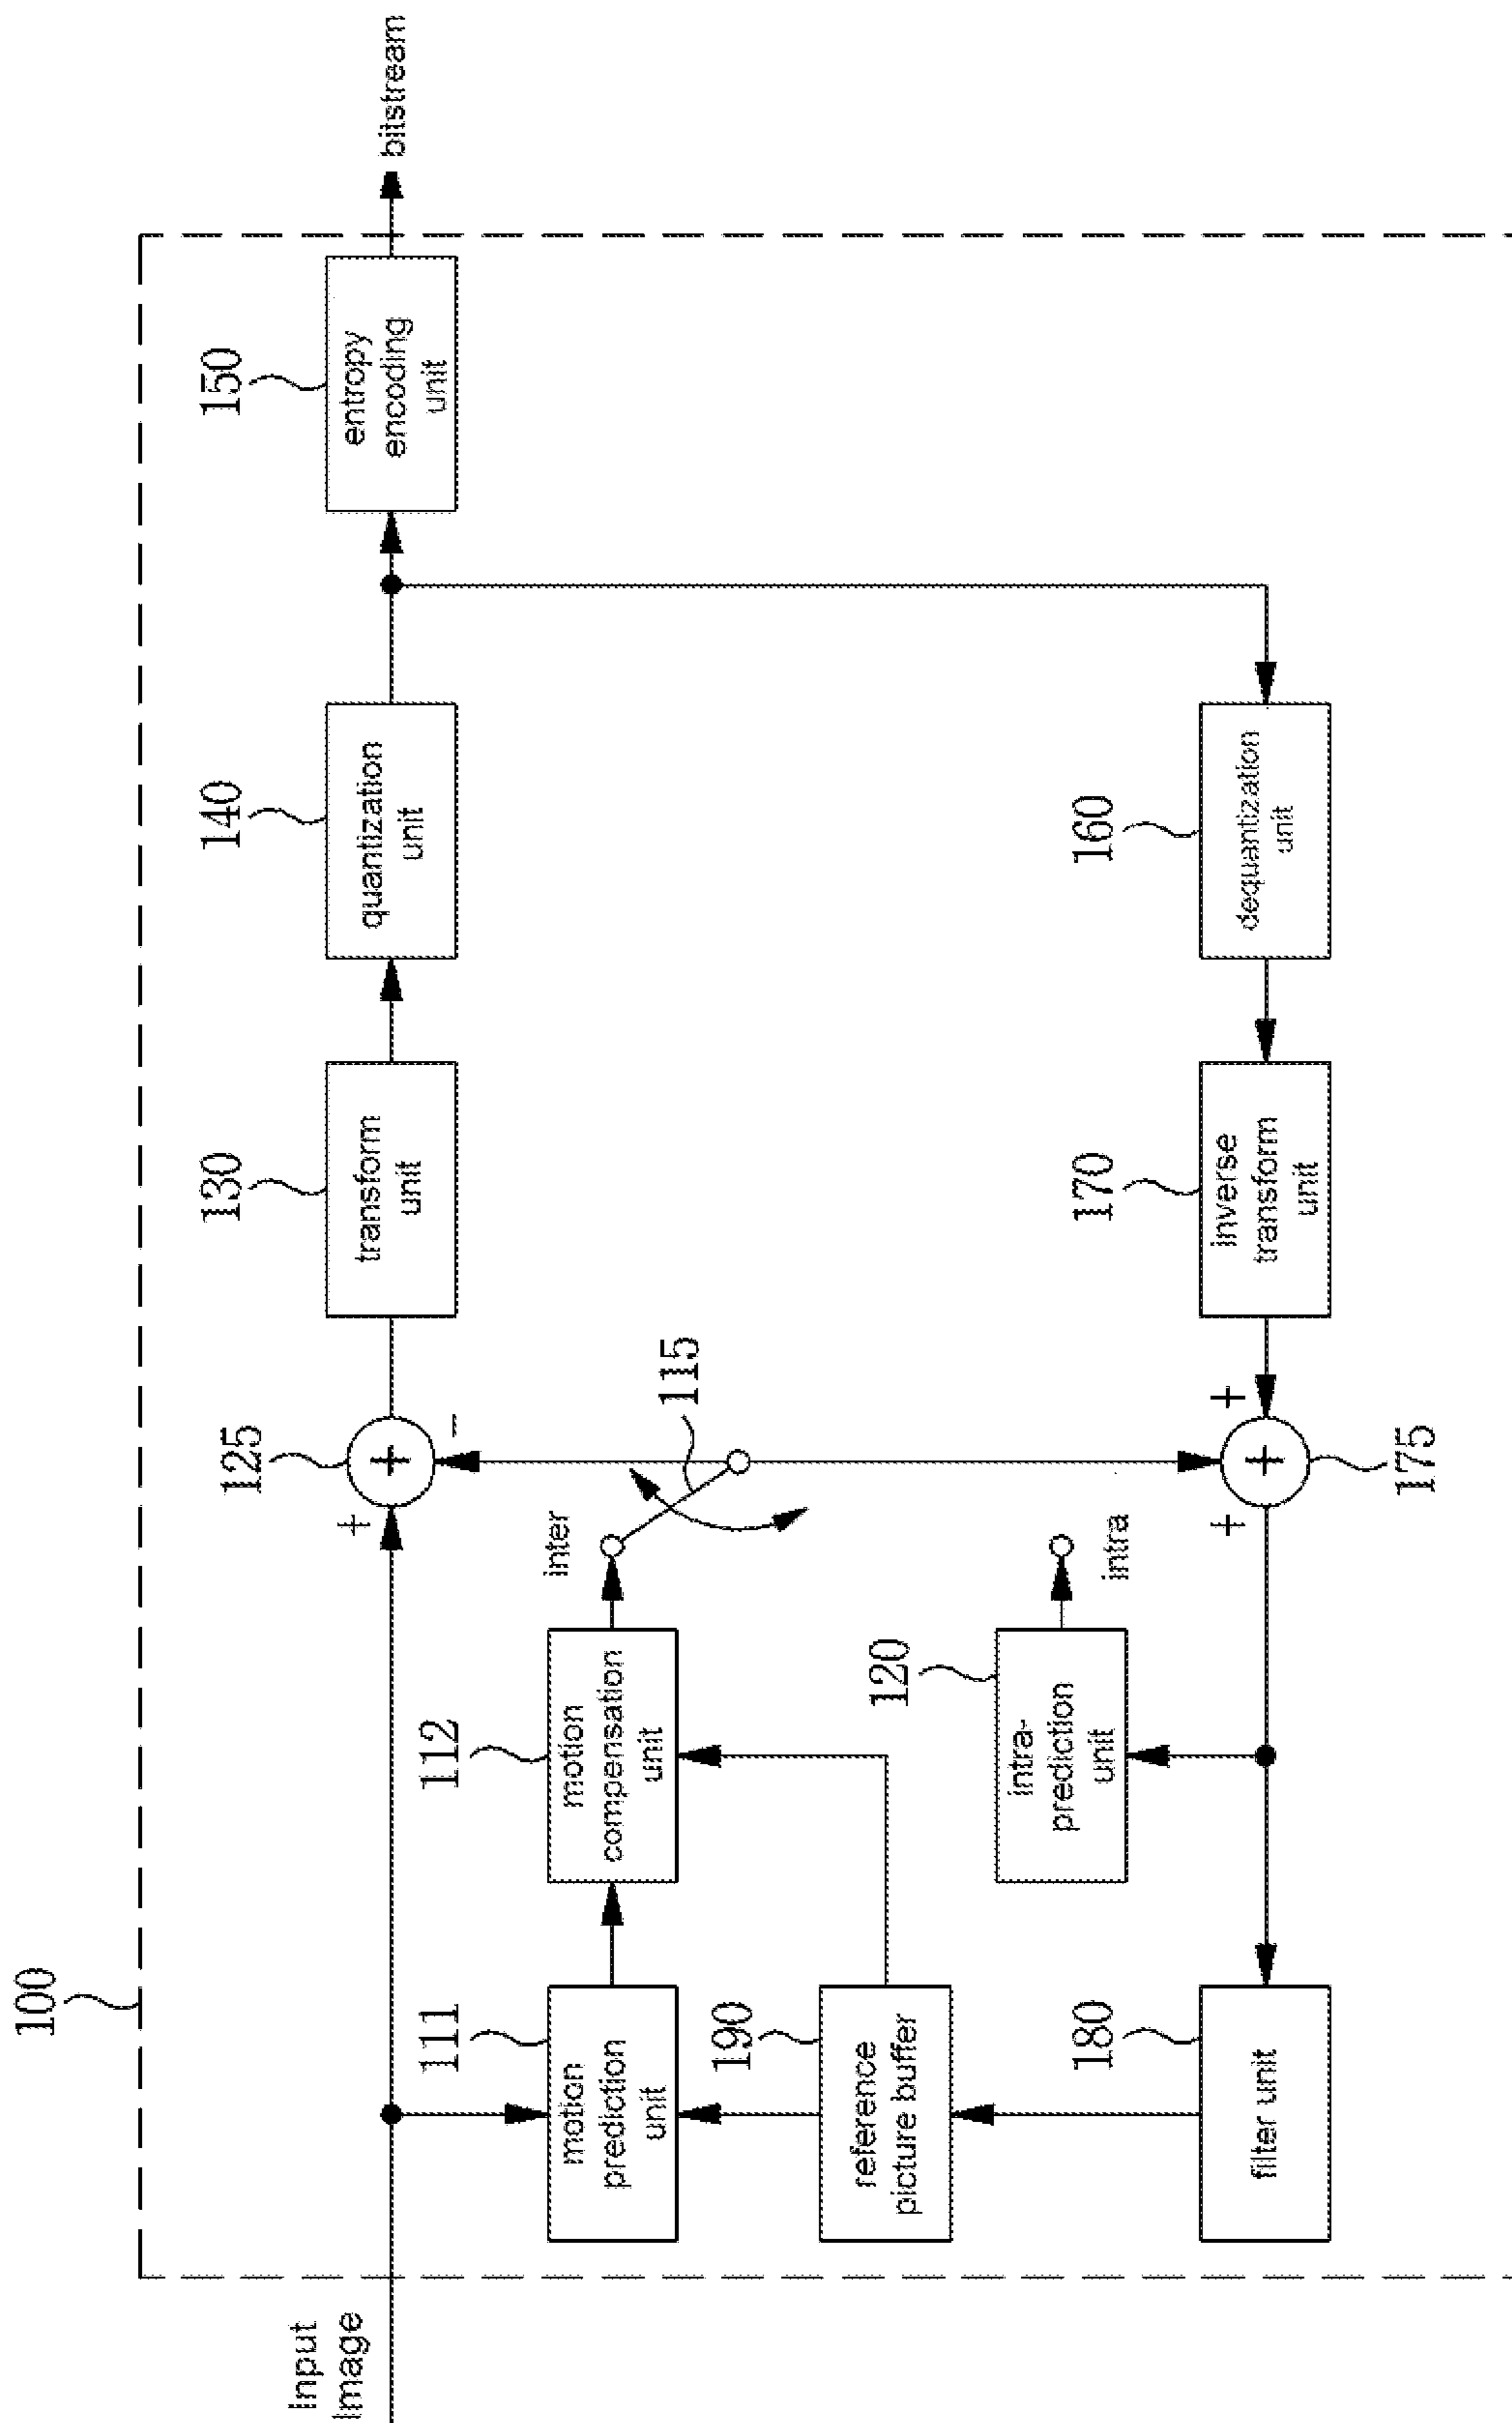 100
Input
Image
125
+
+
-
130
transform
unit
140
quantization
unit
150
entropy
encoding
unit
bitstream
111
motion
prediction
unit
112
motion
compensation
unit
inter
115
190
reference
picture buffer
120
intra-
prediction
unit
intra
180
filter unit
+
+
+
175
170
inverse
transform
unit
160
dequantization
unit